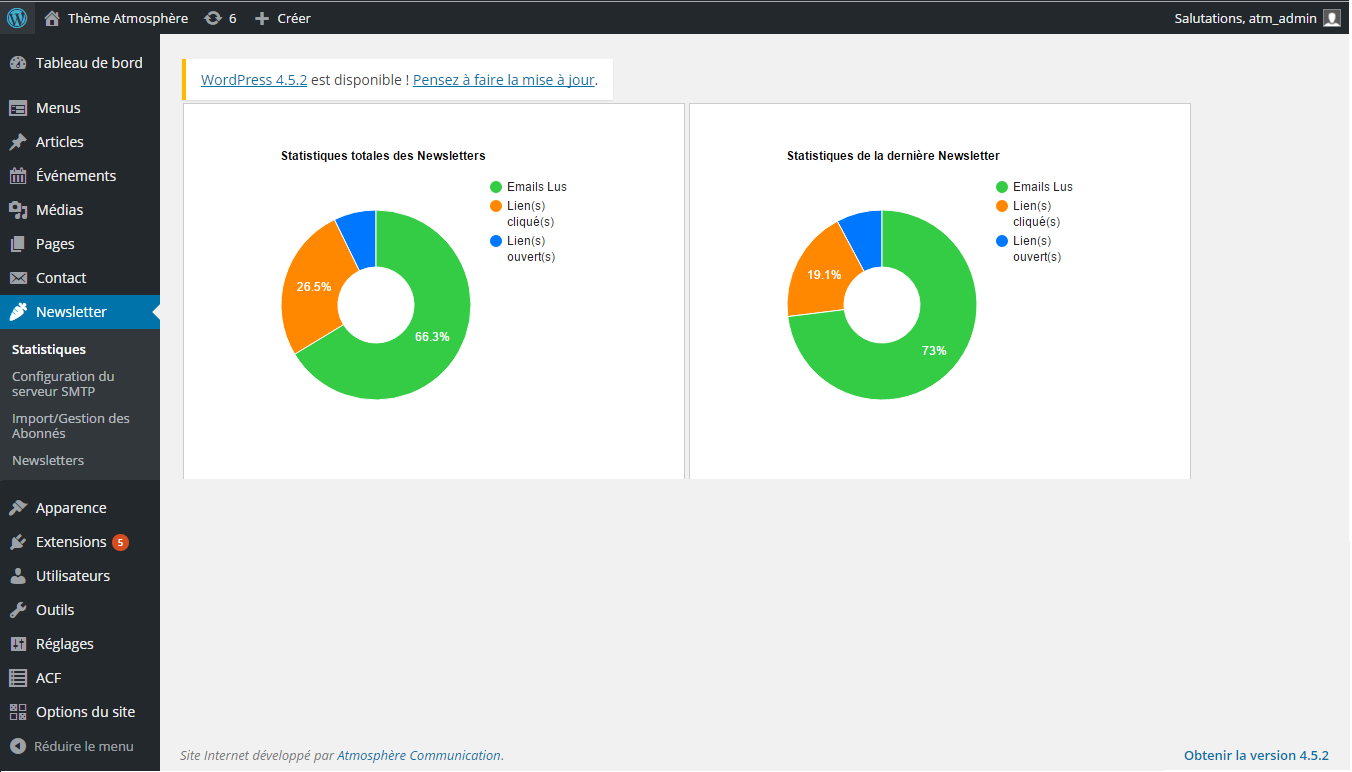 Thème Atmosphère 6 Créer Salutations, atm_admin
Tableau de bord
Menus
Articles
Événements
Médias
Pages
Contact
Newsletter
Statistiques
Configuration du
serveur SMTP
Import/Gestion des
Abonnés
Newsletters
Apparence
Extensions 5
Utilisateurs
Outils
Réglages
ACF
Options du site
Réduire le menu
WordPress 4.5.2 est disponible ! Pensez à faire la mise à jour.
Statistiques totales des Newsletters
Emails Lus
Lien(s)
cliqué(s)
Lien(s)
ouvert(s)
26.5%
66.3%
Statistiques de la dernière Newsletter
Emails Lus
Lien(s)
cliqué(s)
Lien(s)
ouvert(s)
19.1%
73%
Site Internet développé par Atmosphère Communication.
Obtenir la version 4.5.2